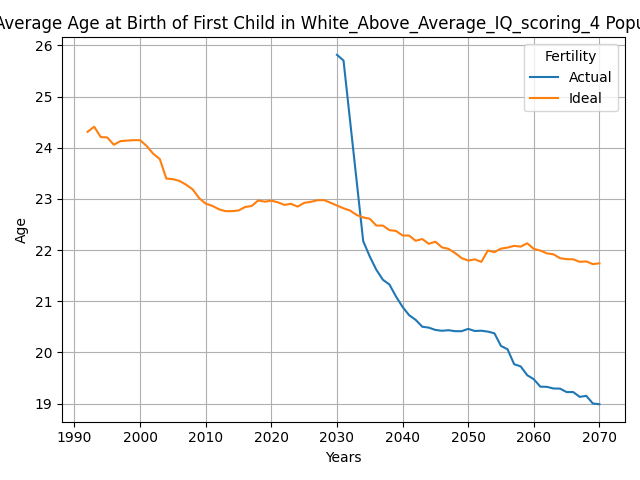 Average Age at Birth of First Child in White_Above_Average_IQ_scoring_4
Fertility
Actual
Ideal
26
25
24
23
22
21
20
19
Age
1990 2000 2010 2020 2030 2040 2050 2060 2070
Years